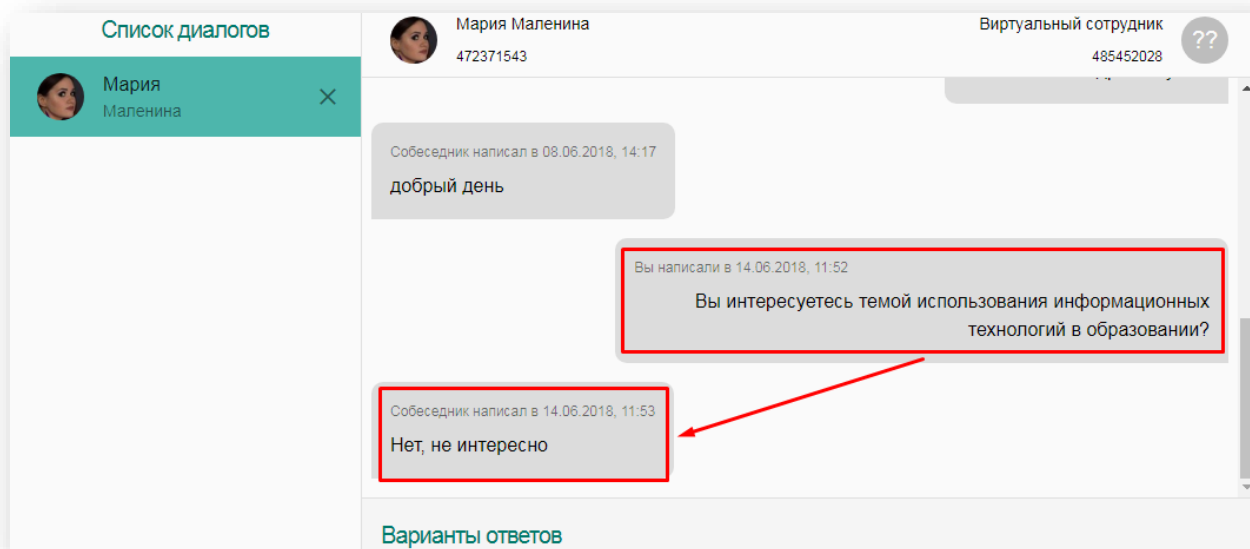 Список диалогов
Мария
Маленина
Мария Маленина
472371543
Виртуальный сотрудник
485452028
??
Собеседник написал в 08.06.2018, 14:17
добрый день
Вы написали в 14.06.2018, 11:52
Вы интересуетесь темой использования информационных
технологий в образовании?
Собеседник написал в 14.06.2018, 11:53
Нет, не интересно
Варианты ответов